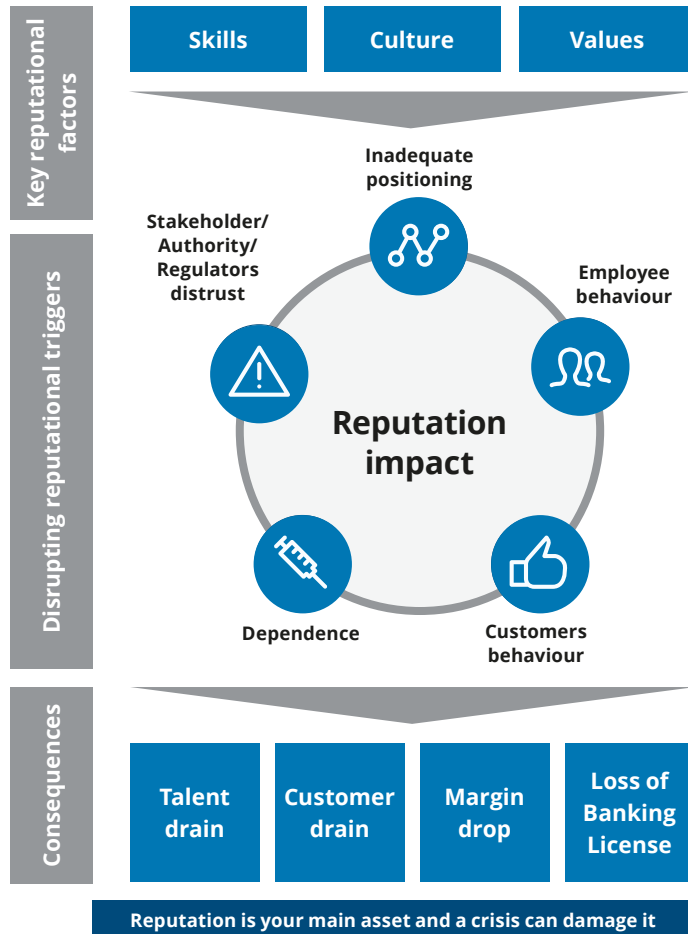 Key reputational
factors
Skills
Culture
Values
Disrupting reputational triggers
Inadequate
positioning
Stakeholder/
Authority/
Regulators
distrust
Employee
behaviour
Reputation
impact
Dependence
Customers
behaviour
Consequences
Talent
drain
Customer
drain
Margin
drop
Loss of
Banking
License
Reputation is your main asset and a crisis can damage it